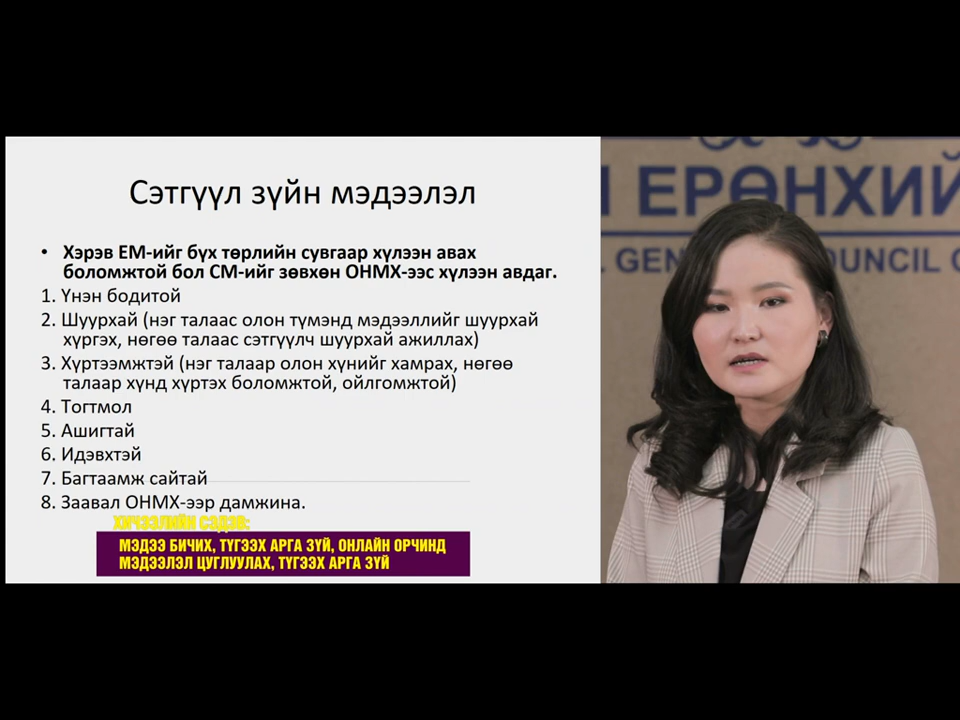 Сэтгүүл зүйн мэдээлэл
• Хэрэв ЕМ-ийг бүх төрлийн сувгаар хүлээн авах
боломжтой бол СМ-ийг зөвхөн ОНМХ-ээс хүлээн авдаг.
1. Үнэн бодитой
2. Шуурхай (нэг талаас олон түмэнд мэдээллийг шуурхай
хүргэх, нөгөө талаас сэтгүүлч шуурхай ажиллах)
3. Хүртээмжтэй (нэг талаар олон хүнийг хамрах, нөгөө
талаар хүнд хүртэх боломжтой, ойлгомжтой)
4. Тогтмол
5. Ашигтай
6. Идэвхтэй
7. Багтаамж сайтай
8. Заавал ОНМХ-ээр дамжина.
ХИЧЭЭЛИЙН СЭДЭВ:
МЭДЭЭ БИЧИХ, ТҮГЭЭХ АРГА ЗҮЙ, ОНЛАЙН ОРЧИНД
МЭДЭЭЛЭЛ ЦУГЛУУЛАХ, ТҮГЭЭХ АРГА ЗҮЙ
ЕРӨНХИЙ
GEN COUNCIL